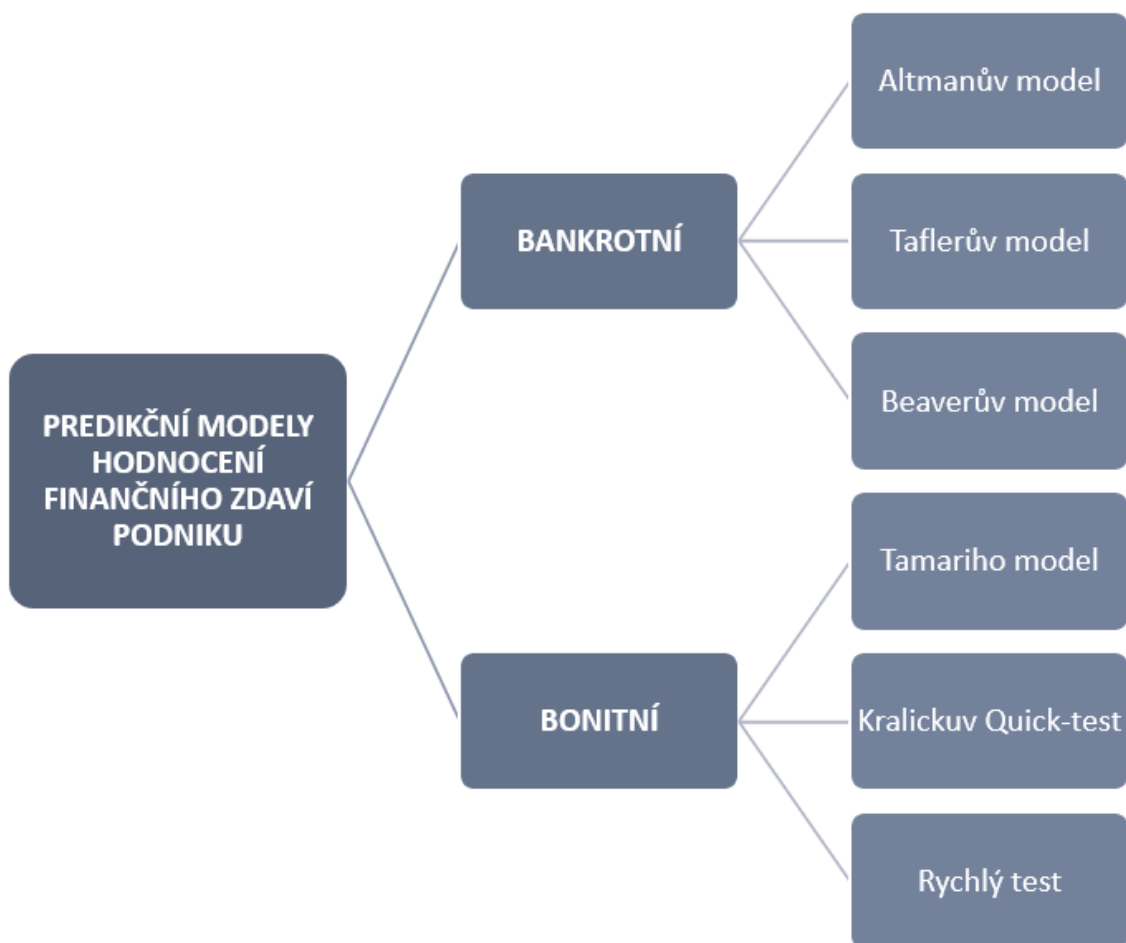 PREDIKČNÍ MODELY
HODNOCENÍ
FINANČNÍHO ZDAVÍ
PODNIKU
BANKROTNÍ
Altmanův model
Taflerův model
Beaverův model
BONITNÍ
Tamariho model
Kralickuv Quick-test
Rychlý test